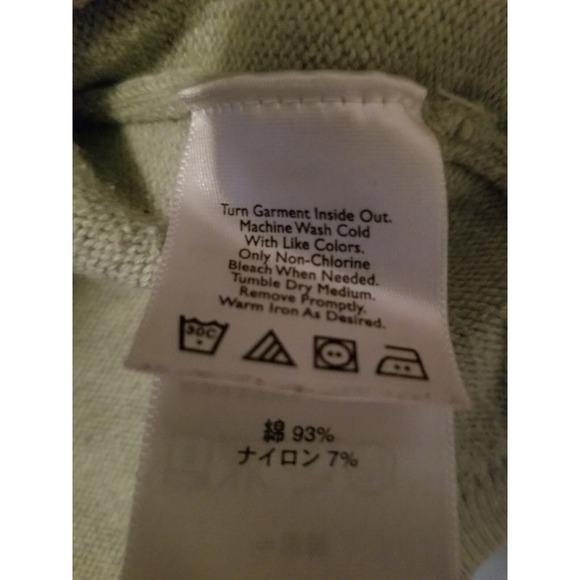 Turn Garment Inside Out.
Machine Wash Cold
With Like Colors.
Only Non-Chlorine
Bleach When Needed.
Tumble Dry Medium.
Remove Promptly.
Warm Iron As Desired.
30C
綿 93%
ナイロン 7%